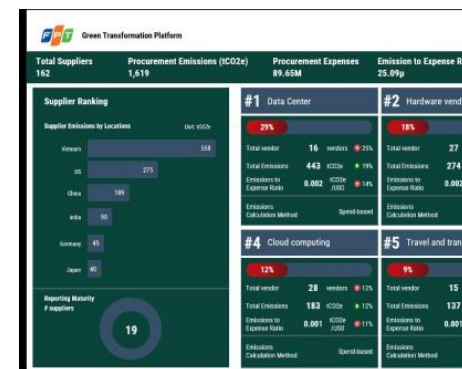 FPT Green Transformation Platform
Total Suppliers
162
Procurement Emissions (tCO2e)
1,619
Procurement Expenses
89.65M
Emission to Expense R
25.09μ
Supplier Ranking
Supplier Emissions by Locations
Unit: tCO2e
Vietnam 558
US 275
China 189
India 90
Germany 45
Japan 40
Reporting Maturity
# suppliers
19
#1 Data Center
29%
Total vendor 16 vendors 25%
Total Emissions 443 tCO2e 19%
Emissions to
Expense Ratio 0.002 tCO2e
/USD 14%
Emissions
Calculation Method Spend-based
#2 Hardware vend
18%
Total vendor 27
Total Emissions 274
Emissions to
Expense Ratio 0.002
Emissions
Calculation Method
#4 Cloud computing
12%
Total vendor 28 vendors 13%
Total Emissions 183 tCO2e 12%
Emissions to
Expense Ratio 0.001 tCO2e
/USD 11%
Emissions
Calculation Method Spend-based
#5 Travel and tran
9%
Total vendor 15
Total Emissions 137
Emissions to
Expense Ratio 0.001
Emissions
Calculation Method